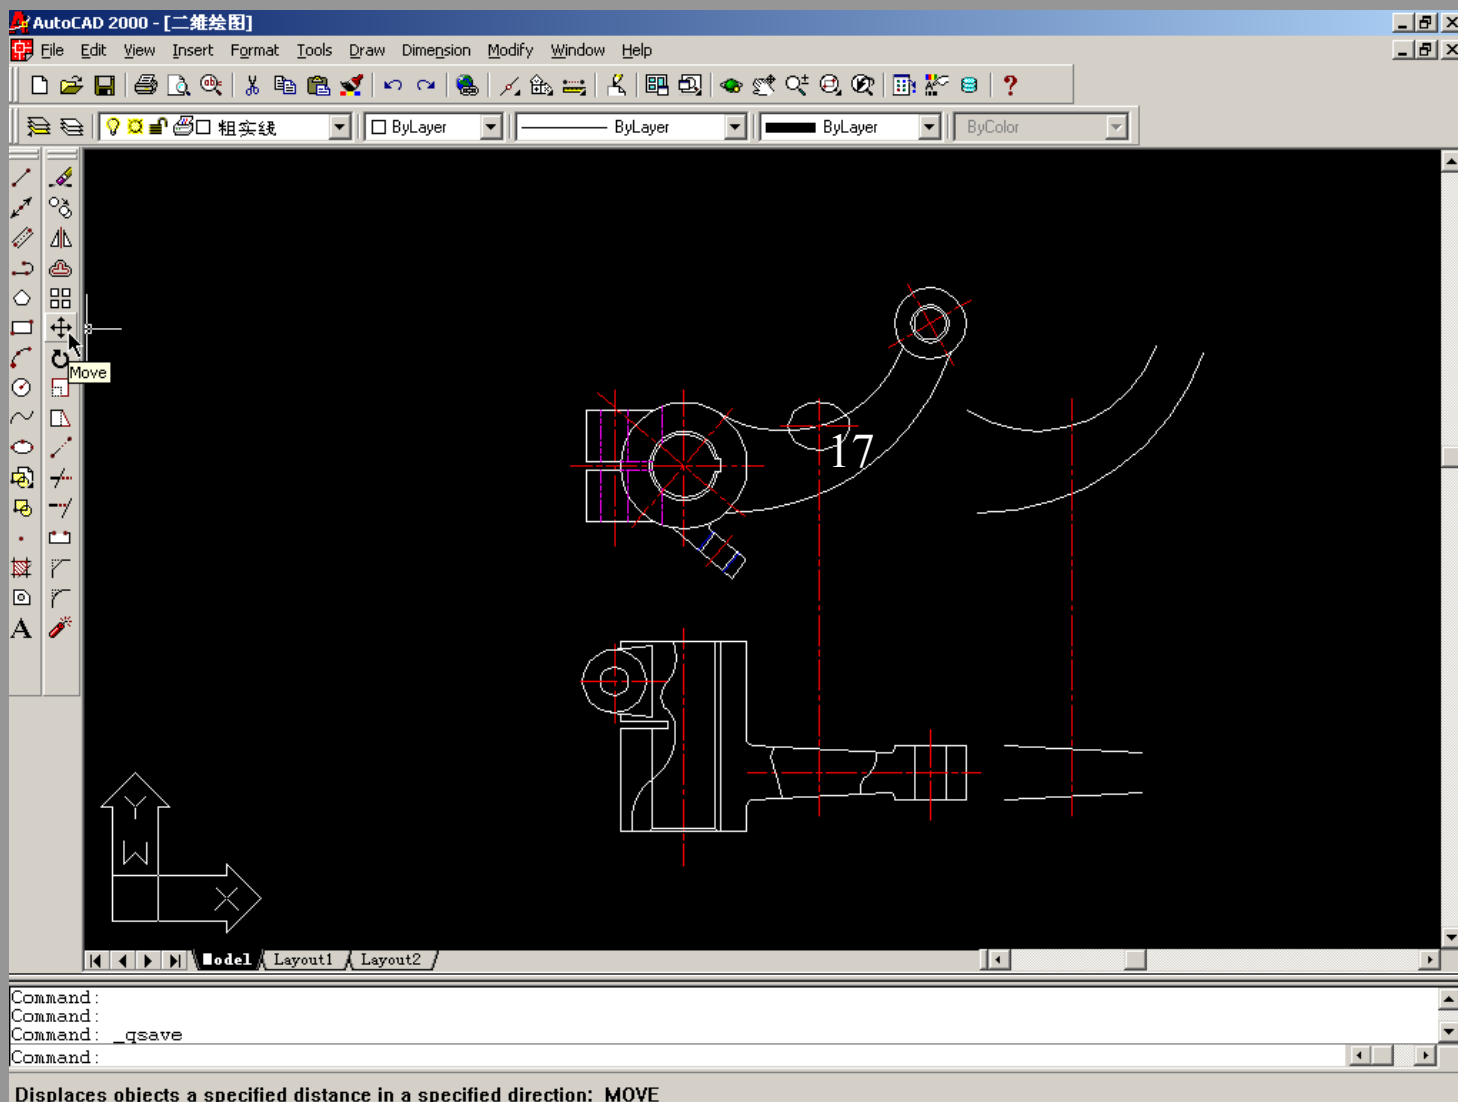 AutoCAD 2000 - [二维绘图]
File Edit View Insert Format Tools Draw Dimension Modify Window Help
粗实线 ByLayer ByLayer ByLayer ByColor
Move
17
Y
W
X
Model Layout1 Layout2
Command:
Command:
Command: _qsave
Command:
Displaces objects a specified distance in a specified direction: MOVE